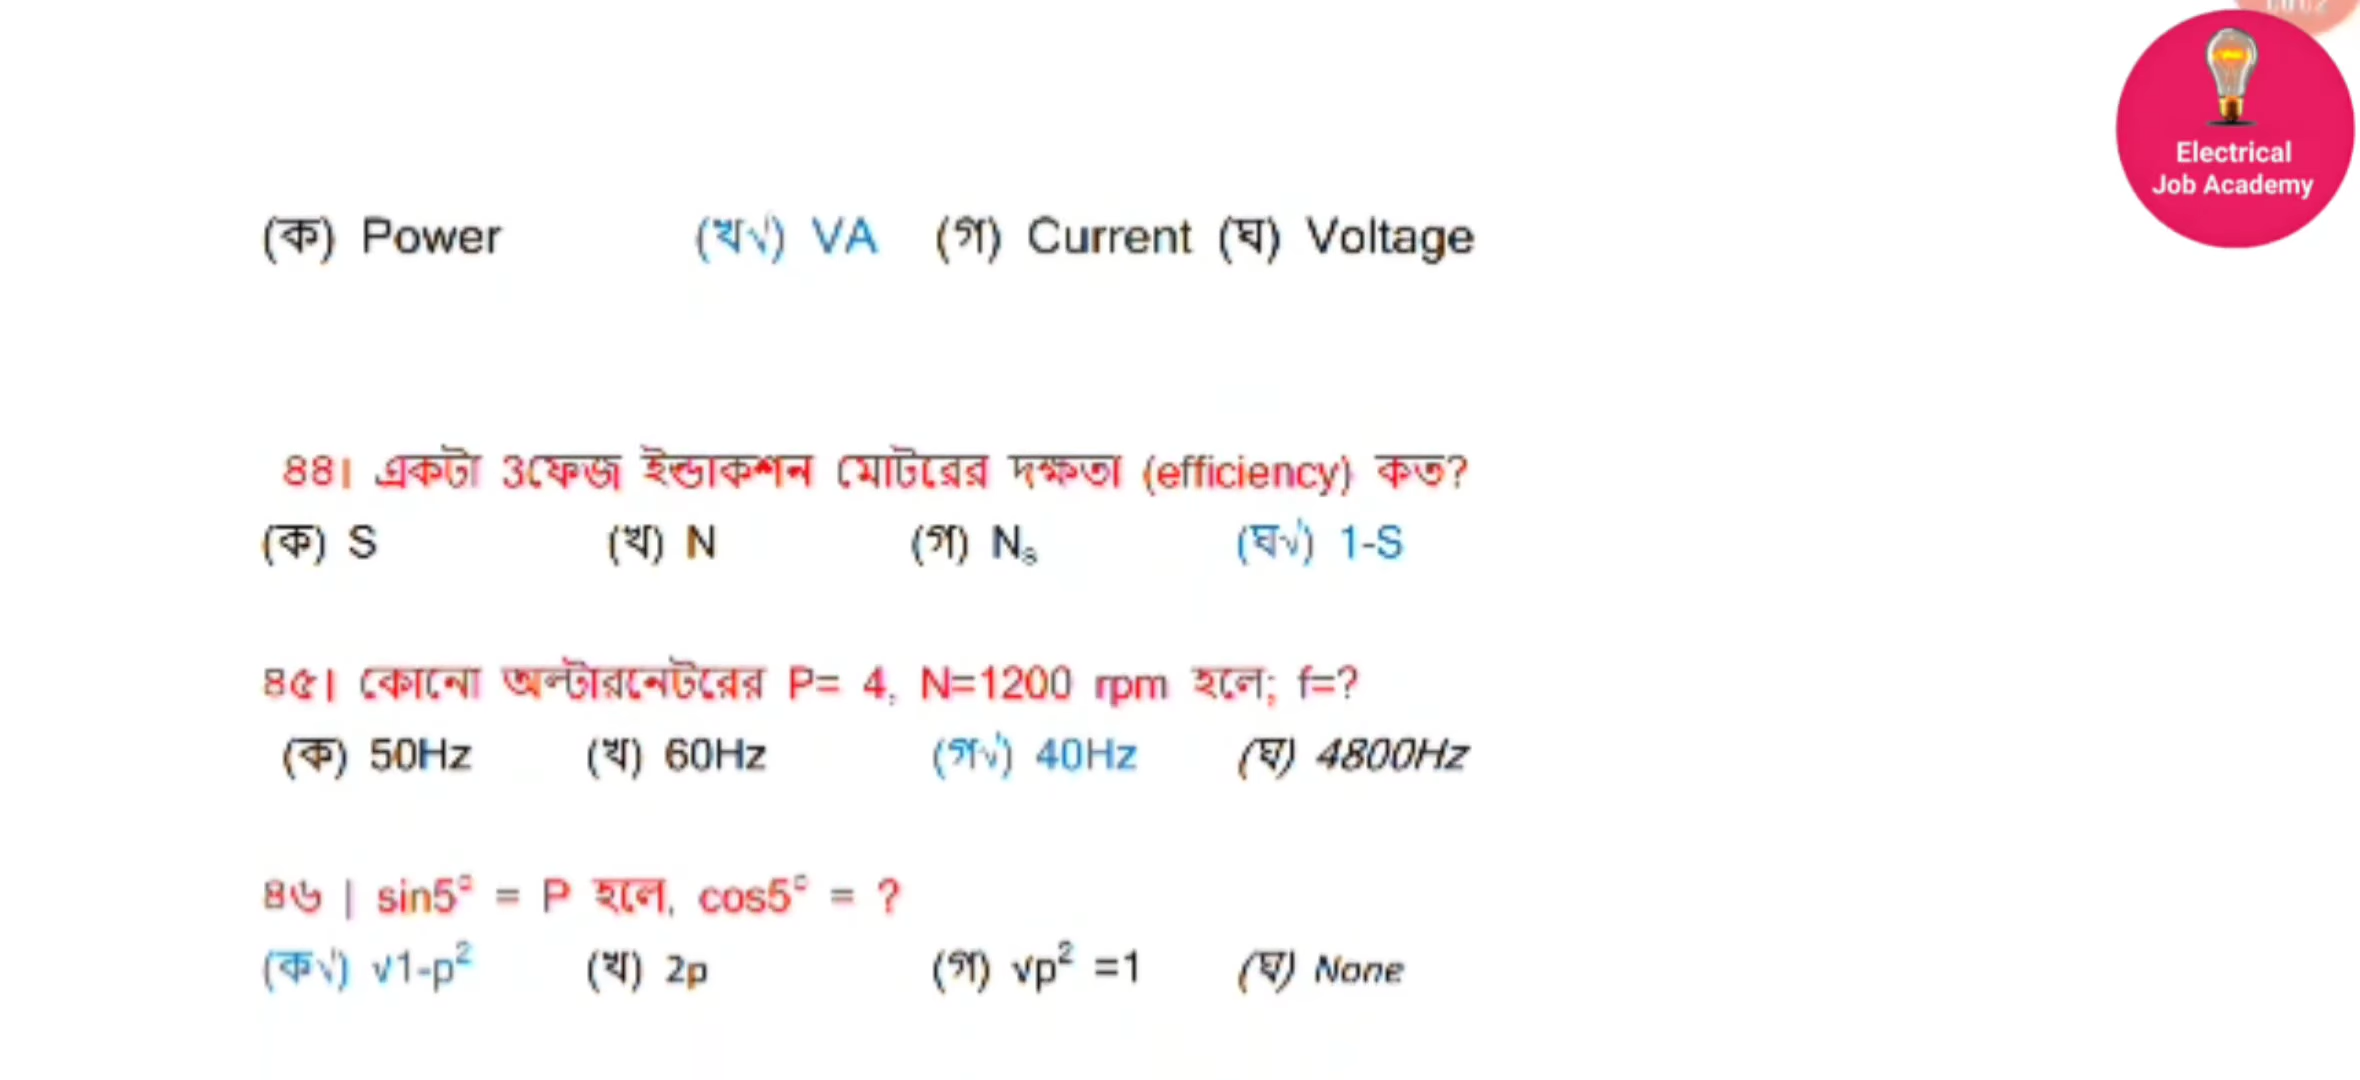 Electrical
Job Academy
(ক) Power (খ√) VA (গ) Current (ঘ) Voltage
৪৪। একটা 3ফেজ ইন্ডাকশন মোটরের দক্ষতা (efficiency) কত?
(ক) S (খ) N (গ) Nₛ (ঘ√) 1-S
৪৫। কোনো অল্টারনেটরের P= 4, N=1200 rpm হলে; f=?
(ক) 50Hz (খ) 60Hz (গ√) 40Hz (ঘ) 4800Hz
৪৬ | sin5° = P হলে, cos5° = ?
(ক√) √1-p² (খ) 2p (গ) √p² =1 (ঘ) None